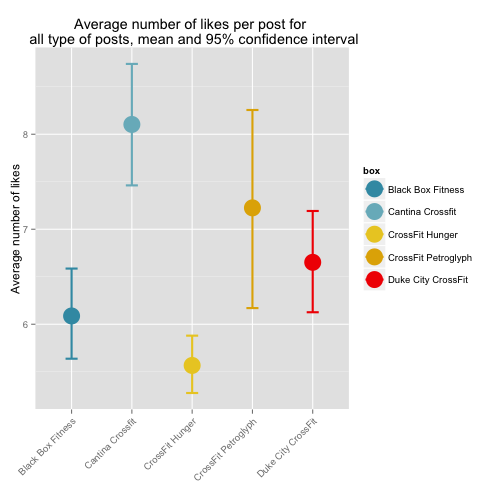 Average number of likes per post for
all type of posts, mean and 95% confidence interval
Average number of likes
8
7
6
Black Box Fitness
Cantina Crossfit
CrossFit Hunger
CrossFit Petroglyph
Duke City CrossFit
box
Black Box Fitness
Cantina Crossfit
CrossFit Hunger
CrossFit Petroglyph
Duke City CrossFit